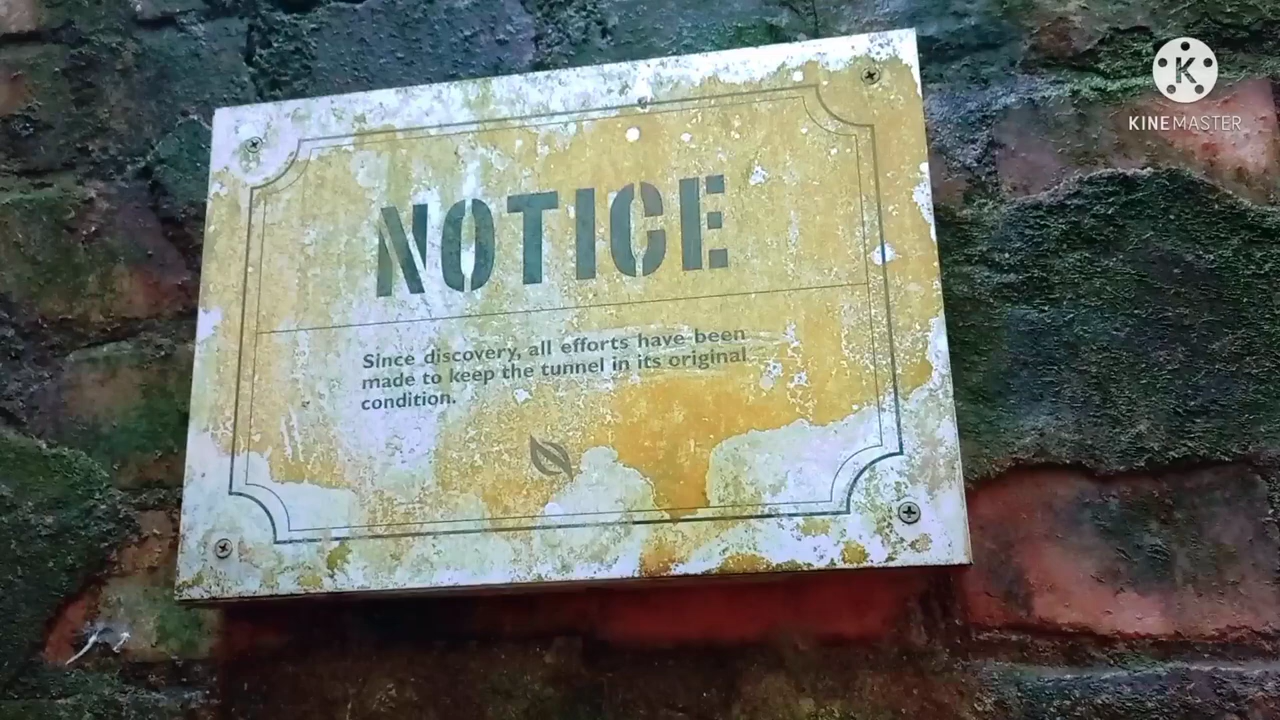 NOTICE
Since discovery, all efforts have been
made to keep the tunnel in its original
condition.
K
KINEMASTER